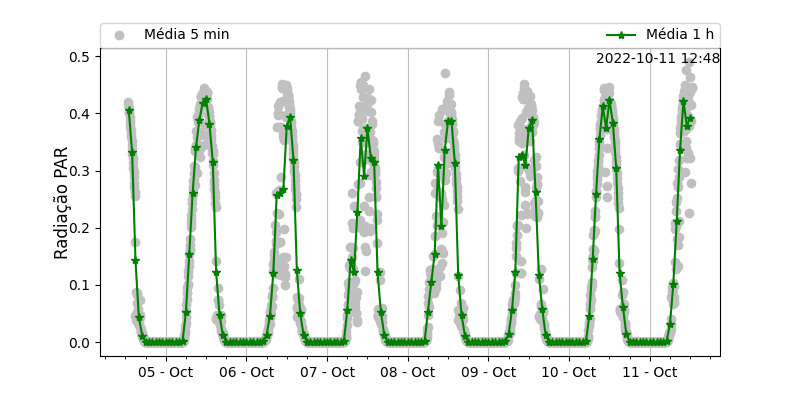 Média 5 min
Média 1 h
2022-10-11 12:48
Radiação PAR
0.5
0.4
0.3
0.2
0.1
0.0
05 - Oct
06 - Oct
07 - Oct
08 - Oct
09 - Oct
10 - Oct
11 - Oct